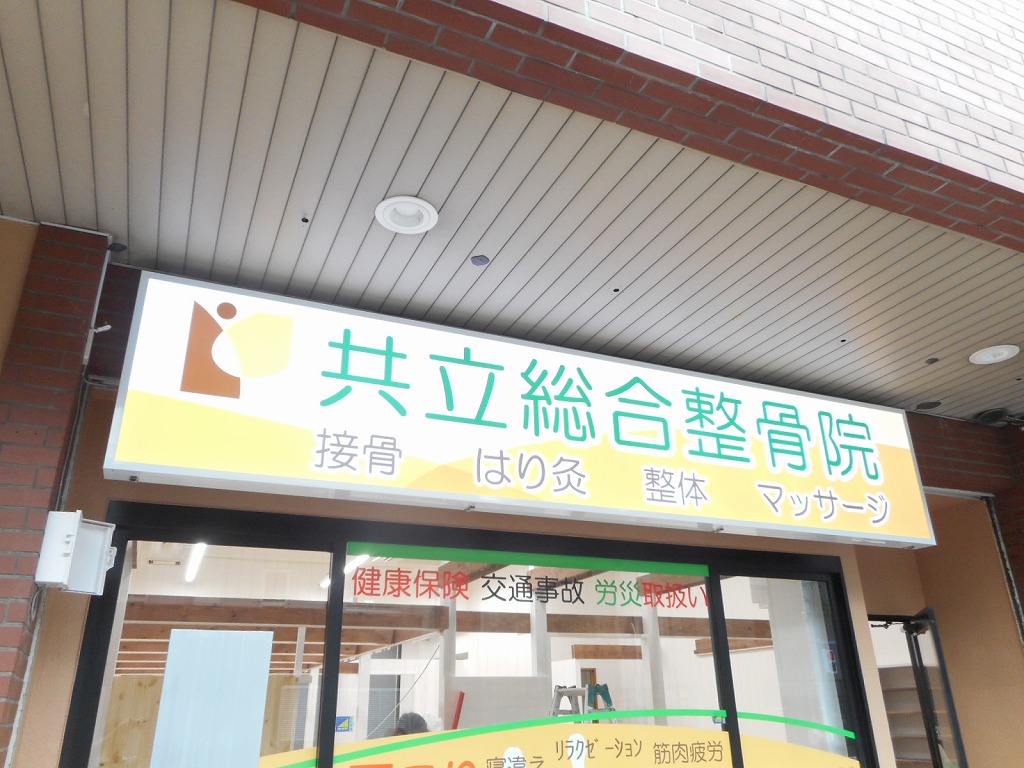 共立総合整骨院
接骨 はり灸 整体 マッサージ
健康保険 交通事故 労災取扱い
寝違え リラクゼーション 筋肉疲労